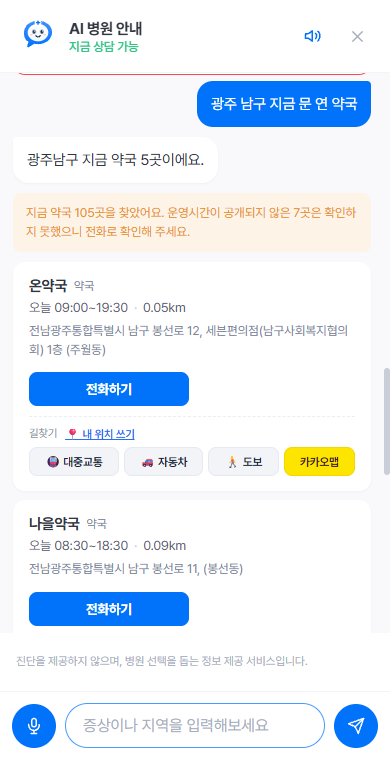 AI 병원 안내
지금 상담 가능
광주 남구 지금 문 연 약국
광주남구 지금 약국 5곳이에요.
지금 약국 105곳을 찾았어요. 운영시간이 공개되지 않은 7곳은 확인하
지 못했으니 전화로 확인해 주세요.
온약국 약국
오늘 09:00~19:30 · 0.05km
전남광주통합특별시 남구 봉선로 12, 세븐편의점(남구사회복지협의
회) 1층 (주월동)
전화하기
길찾기 내 위치 쓰기
대중교통 자동차 도보 카카오맵
나을약국 약국
오늘 08:30~18:30 · 0.09km
전남광주통합특별시 남구 봉선로 11, (봉선동)
전화하기
진단을 제공하지 않으며, 병원 선택을 돕는 정보 제공 서비스입니다.
증상이나 지역을 입력해보세요